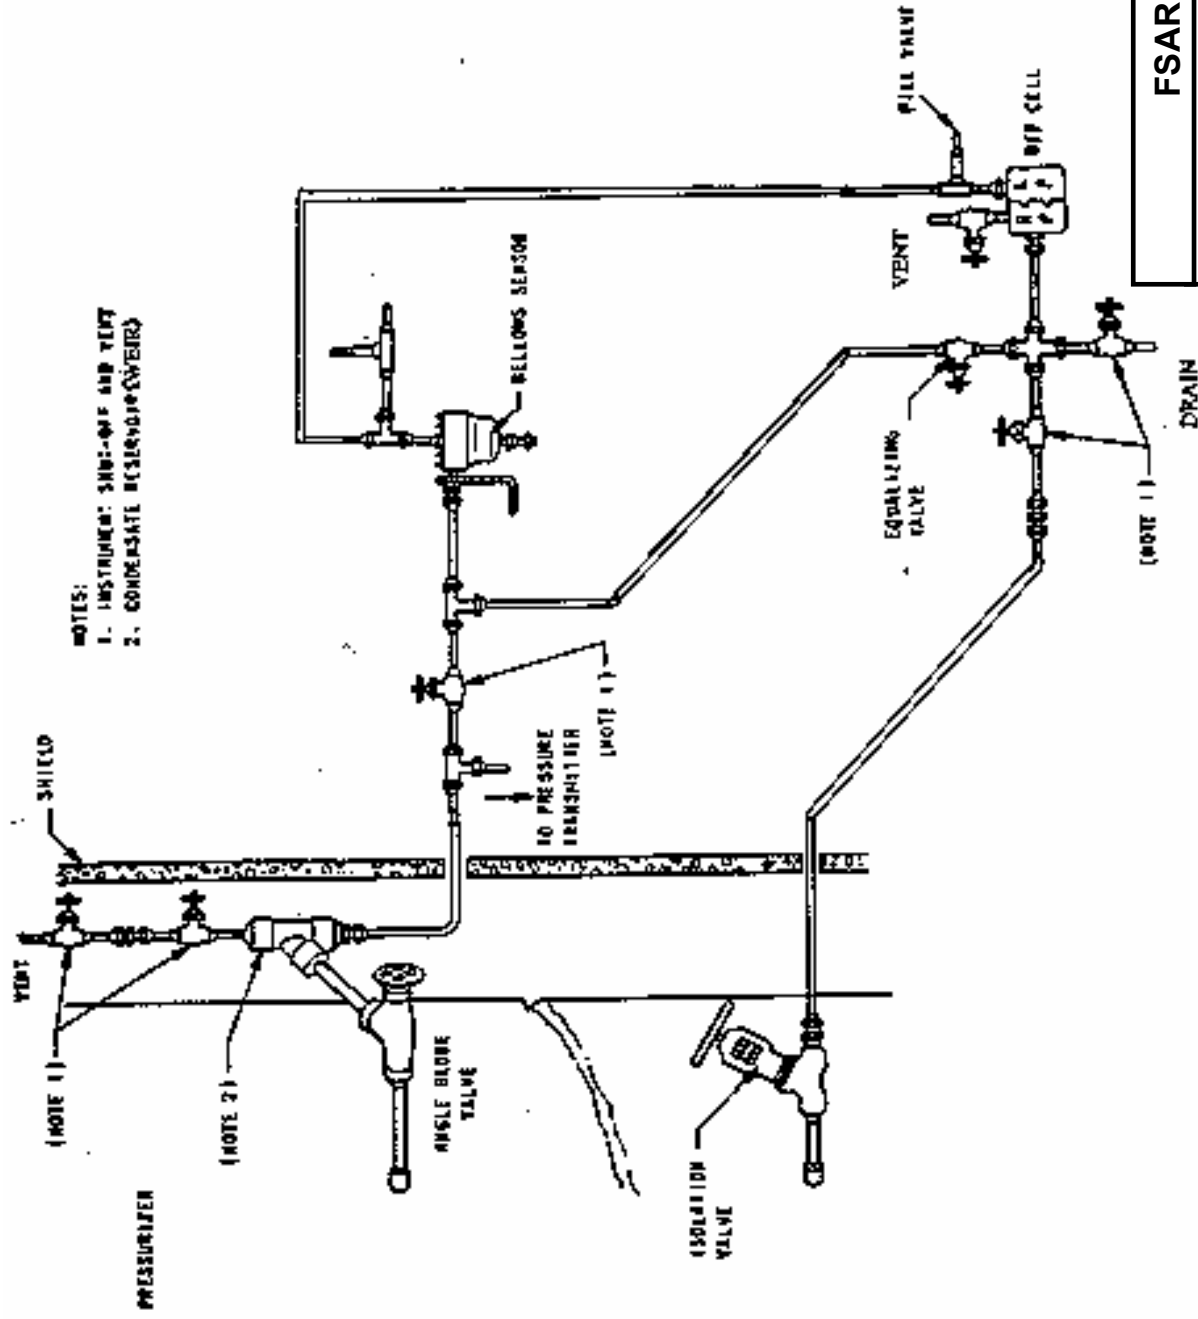 FSAR
NOTES:
1. INSTRUMENT SHUT-OFF AND VENT
2. CONDENSATE RESERVOIR (WEIR)
SHIELD
VENT
(NOTE 1)
(NOTE 2)
PRESSURIZER
ANGLE GLOBE
VALVE
ISOLATION
VALVE
TO PRESSURE
TRANSMITTER
(NOTE 1)
BELLOWS SENSOR
EQUALIZING
VALVE
VENT
FILL VALVE
CELL
(NOTE 1)
DRAIN